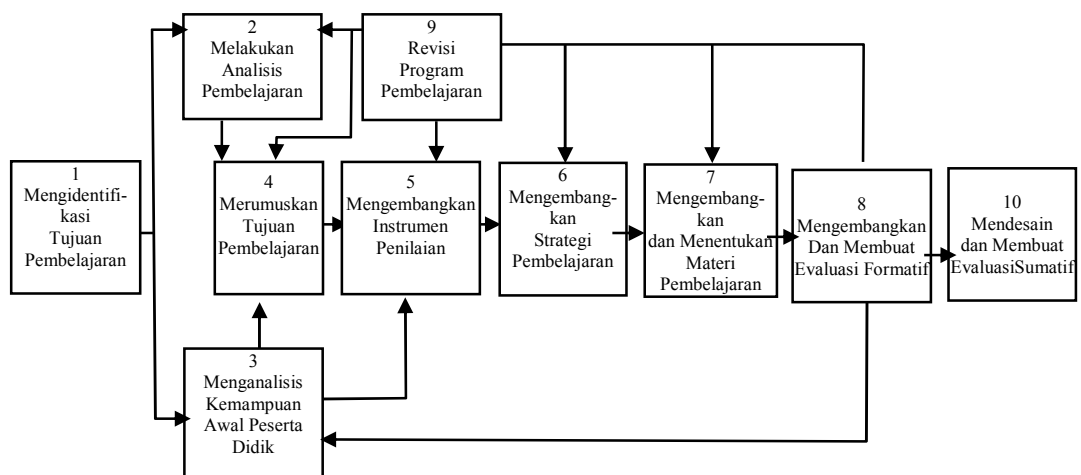 1
Mengidentifi-
kasi
Tujuan
Pembelajaran
2
Melakukan
Analisis
Pembelajaran
3
Menganalisis
Kemampuan
Awal Peserta
Didik
4
Merumuskan
Tujuan
Pembelajaran
5
Mengembangkan
Instrumen
Penilaian
6
Mengembang-
kan
Strategi
Pembelajaran
7
Mengembang-
kan
dan Menentukan
Materi
Pembelajaran
8
Mengembangkan
Dan Membuat
Evaluasi Formatif
9
Revisi
Program
Pembelajaran
10
Mendesain
dan Membuat
EvaluasiSumatif